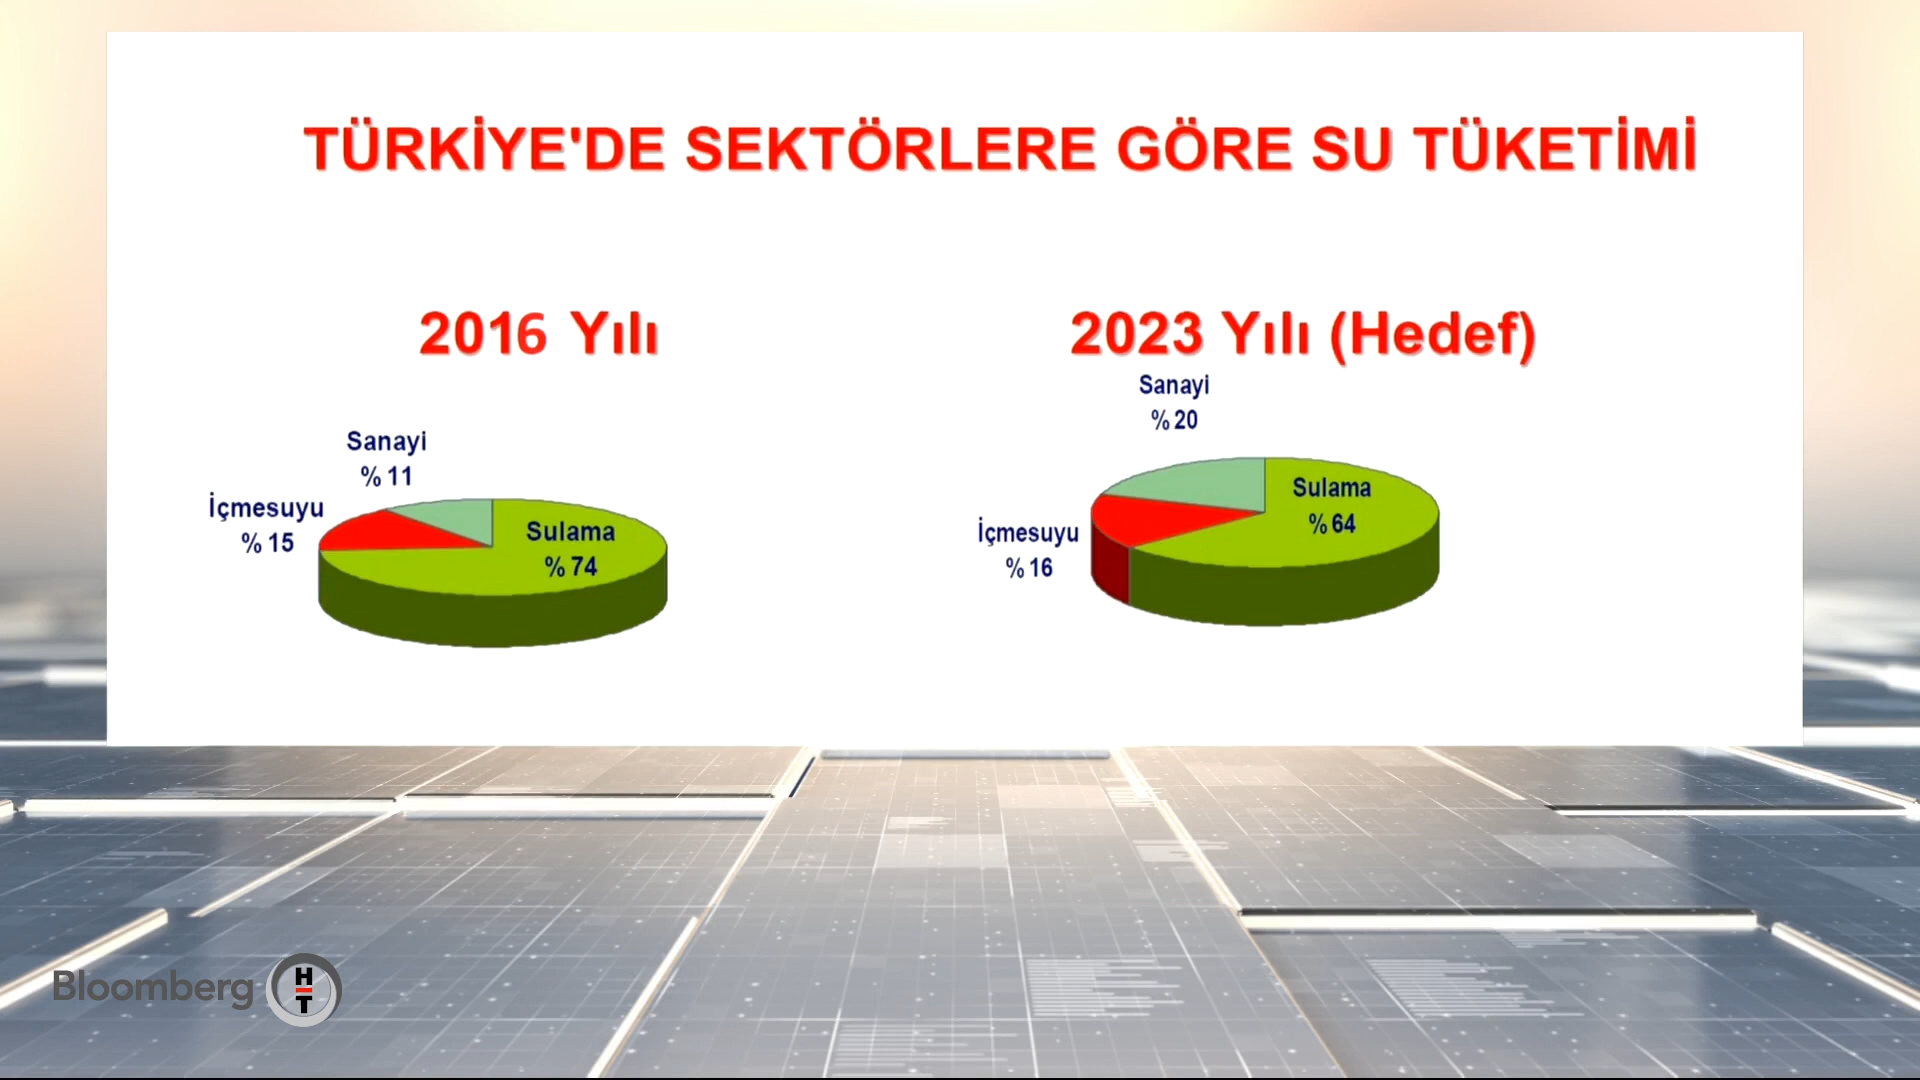 TÜRKİYE'DE SEKTÖRLERE GÖRE SU TÜKETİMİ
2016 Yılı
Sanayi
% 11
İçmesuyu
% 15
Sulama
% 74
2023 Yılı (Hedef)
Sanayi
% 20
Sulama
% 64
İçmesuyu
% 16
Bloomberg HT